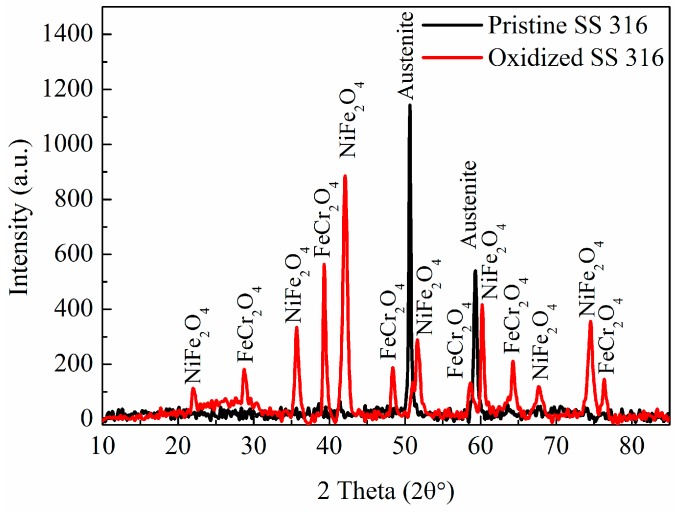 Pristine SS 316
Oxidized SS 316
1400
1200
1000
800
600
400
200
0
Intensity (a.u.)
NiFe₂O₄
FeCr₂O₄
NiFe₂O₄
FeCr₂O₄
NiFe₂O₄
FeCr₂O₄
Austenite
NiFe₂O₄
FeCr₂O₄
Austenite
NiFe₂O₄
FeCr₂O₄
NiFe₂O₄
NiFe₂O₄
FeCr₂O₄
10 20 30 40 50 60 70 80
2 Theta (2θ°)